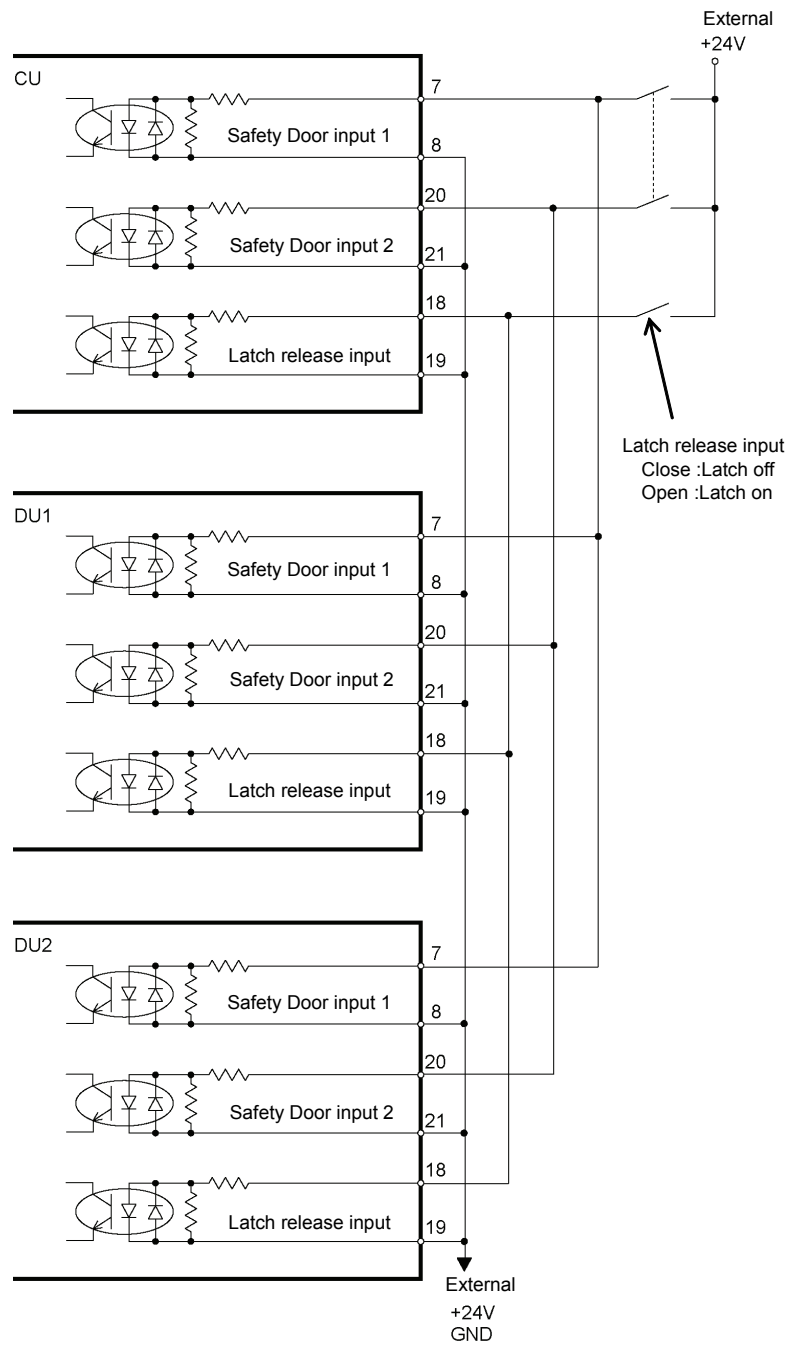 External
+24V
CU
7
Safety Door input 1
8
20
Safety Door input 2
21
18
Latch release input
19
Latch release input
Close :Latch off
Open :Latch on
DU1
7
Safety Door input 1
8
20
Safety Door input 2
21
18
Latch release input
19
DU2
7
Safety Door input 1
8
20
Safety Door input 2
21
18
Latch release input
19
External
+24V
GND